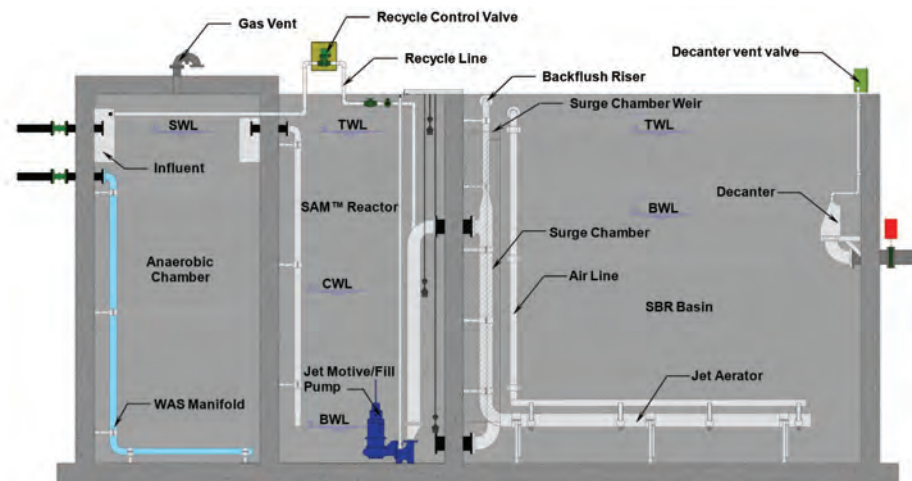 Gas Vent
Recycle Control Valve
Recycle Line
Decanter vent valve
Backflush Riser
Surge Chamber Weir
SWL
TWL
TWL
Influent
Decanter
SAM™ Reactor
BWL
Surge Chamber
Anaerobic
Chamber
Air Line
CWL
SBR Basin
Jet Motive/Fill
Pump
Jet Aerator
WAS Manifold
BWL